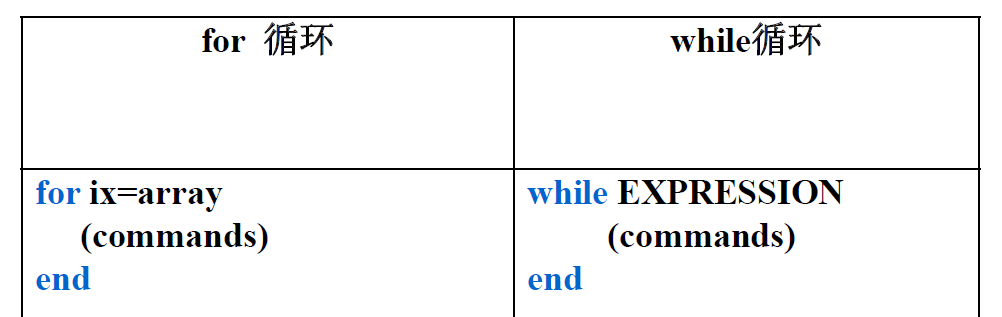 for 循环
while循环
for ix=array
(commands)
end
while EXPRESSION
(commands)
end